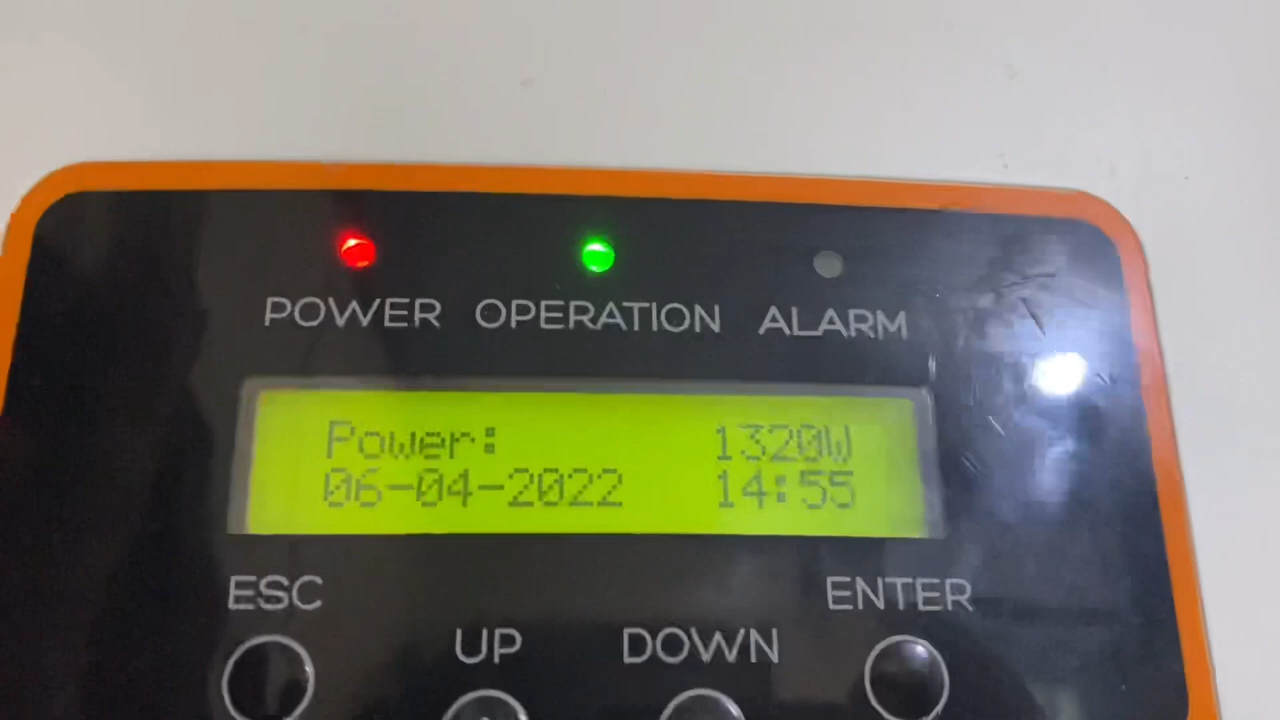 POWER OPERATION ALARM
Power: 1320W
06-04-2022 14:55
ESC ENTER
UP DOWN